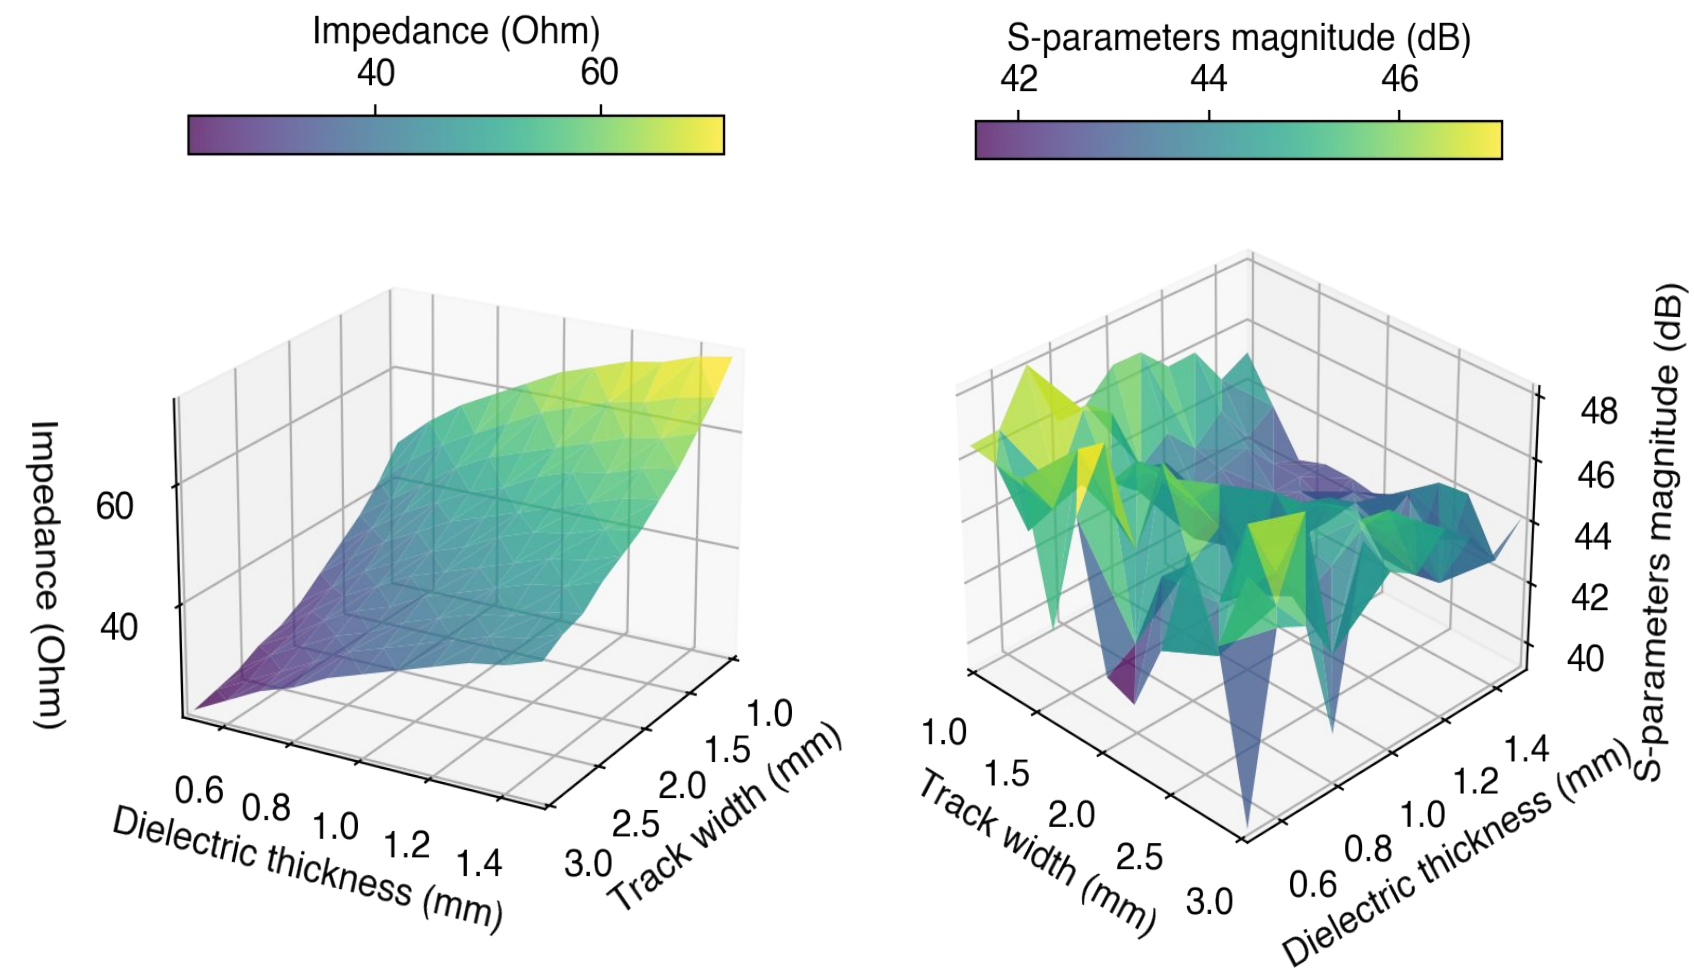 Impedance (Ohm)
40 60
S-parameters magnitude (dB)
42 44 46
Impedance (Ohm)
60
40
0.6 0.8 1.0 1.2 1.4
Dielectric thickness (mm)
1.0
1.5
2.0
2.5
3.0
Track width (mm)
48
46
44
42
40
S-parameters magnitude (dB)
1.0
1.5
2.0
2.5
3.0
Track width (mm)
1.4
1.2
1.0
0.8
0.6
Dielectric thickness (mm)